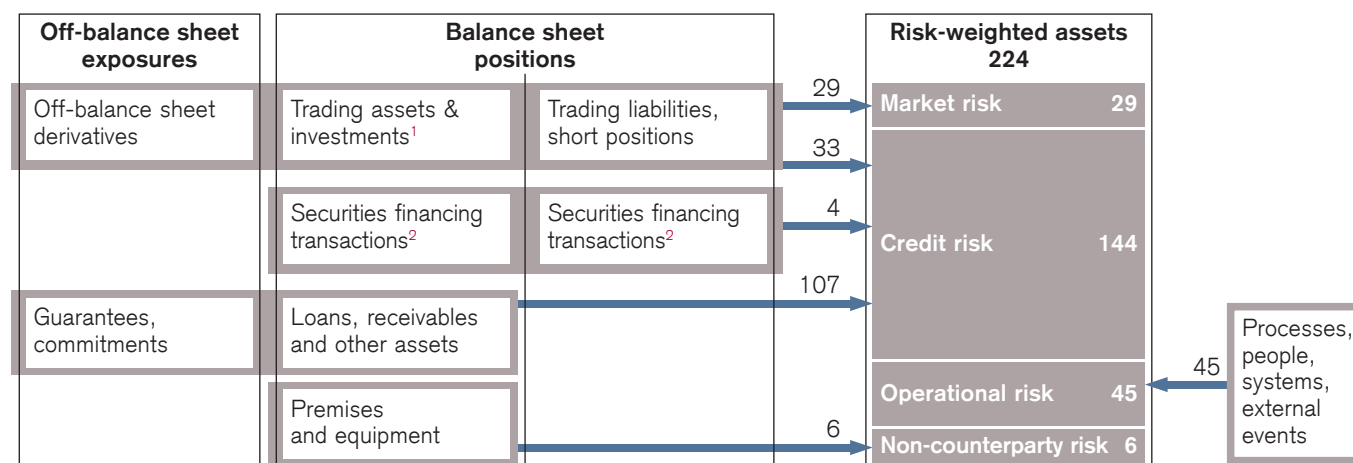 Off-balance sheet
exposures
Balance sheet
positions
Risk-weighted assets
224
Off-balance sheet
derivatives
Trading assets &
investments1
Trading liabilities,
short positions
29
33
Market risk 29
Securities financing
transactions2
Securities financing
transactions2
4
Credit risk 144
Guarantees,
commitments
Loans, receivables
and other assets
107
Premises
and equipment
6
Operational risk 45
Non-counterparty risk 6
45
Processes,
people,
systems,
external
events